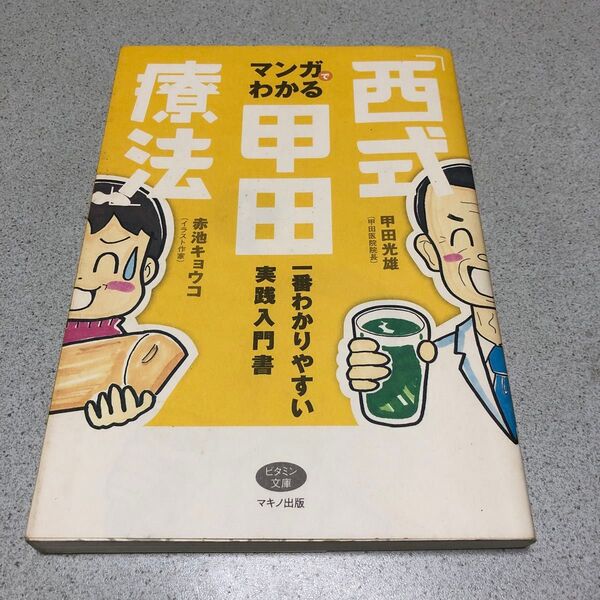 マンガで
わかる
「西式
甲田
療法」
甲田光雄
(甲田医院院長)
赤池キョウコ
(イラスト作家)
一番わかりやすい
実践入門書
ビタミン
文庫
マキノ出版